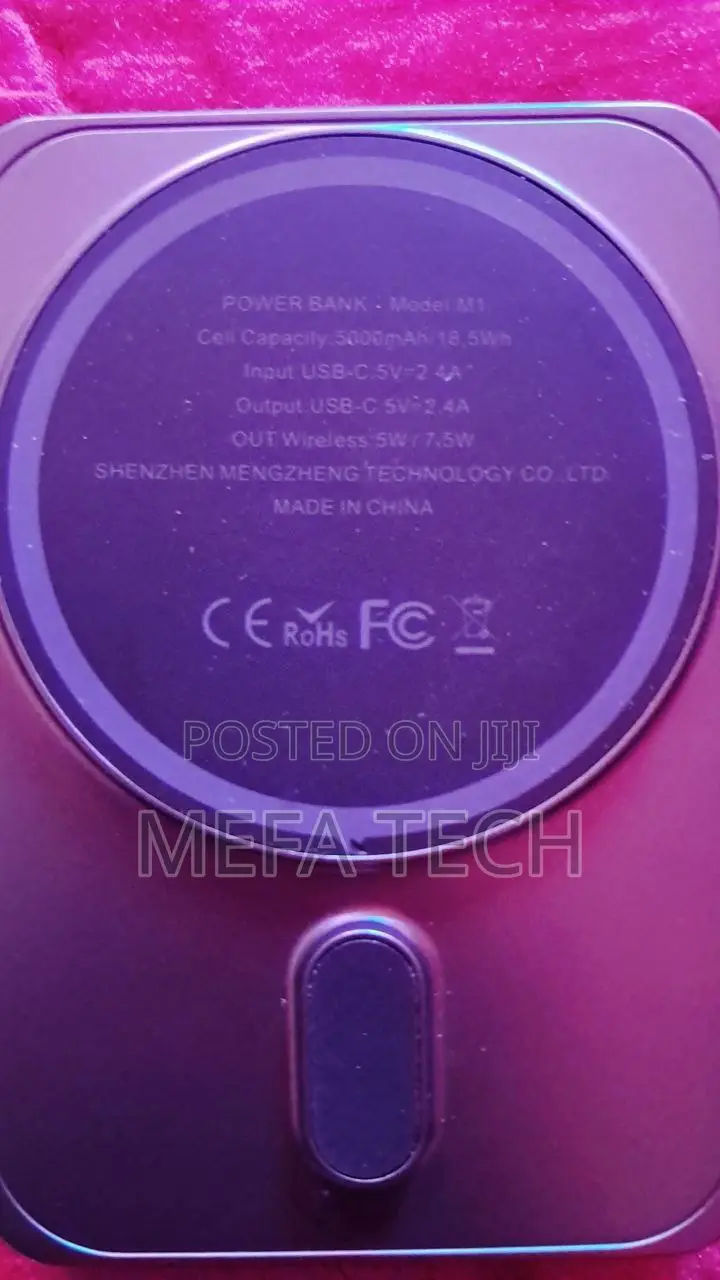 POWER BANK - Model M1
Cell Capacity:5000mAh/18.5Wh
Input:USB-C:5V=2.4A
Output:USB-C:5V=2.4A
OUT Wireless:5W / 7.5W
SHENZHEN MENGZHENG TECHNOLOGY CO.,LTD
MADE IN CHINA
CE RoHS FC
POSTED ON JIJI
MEFA TECH